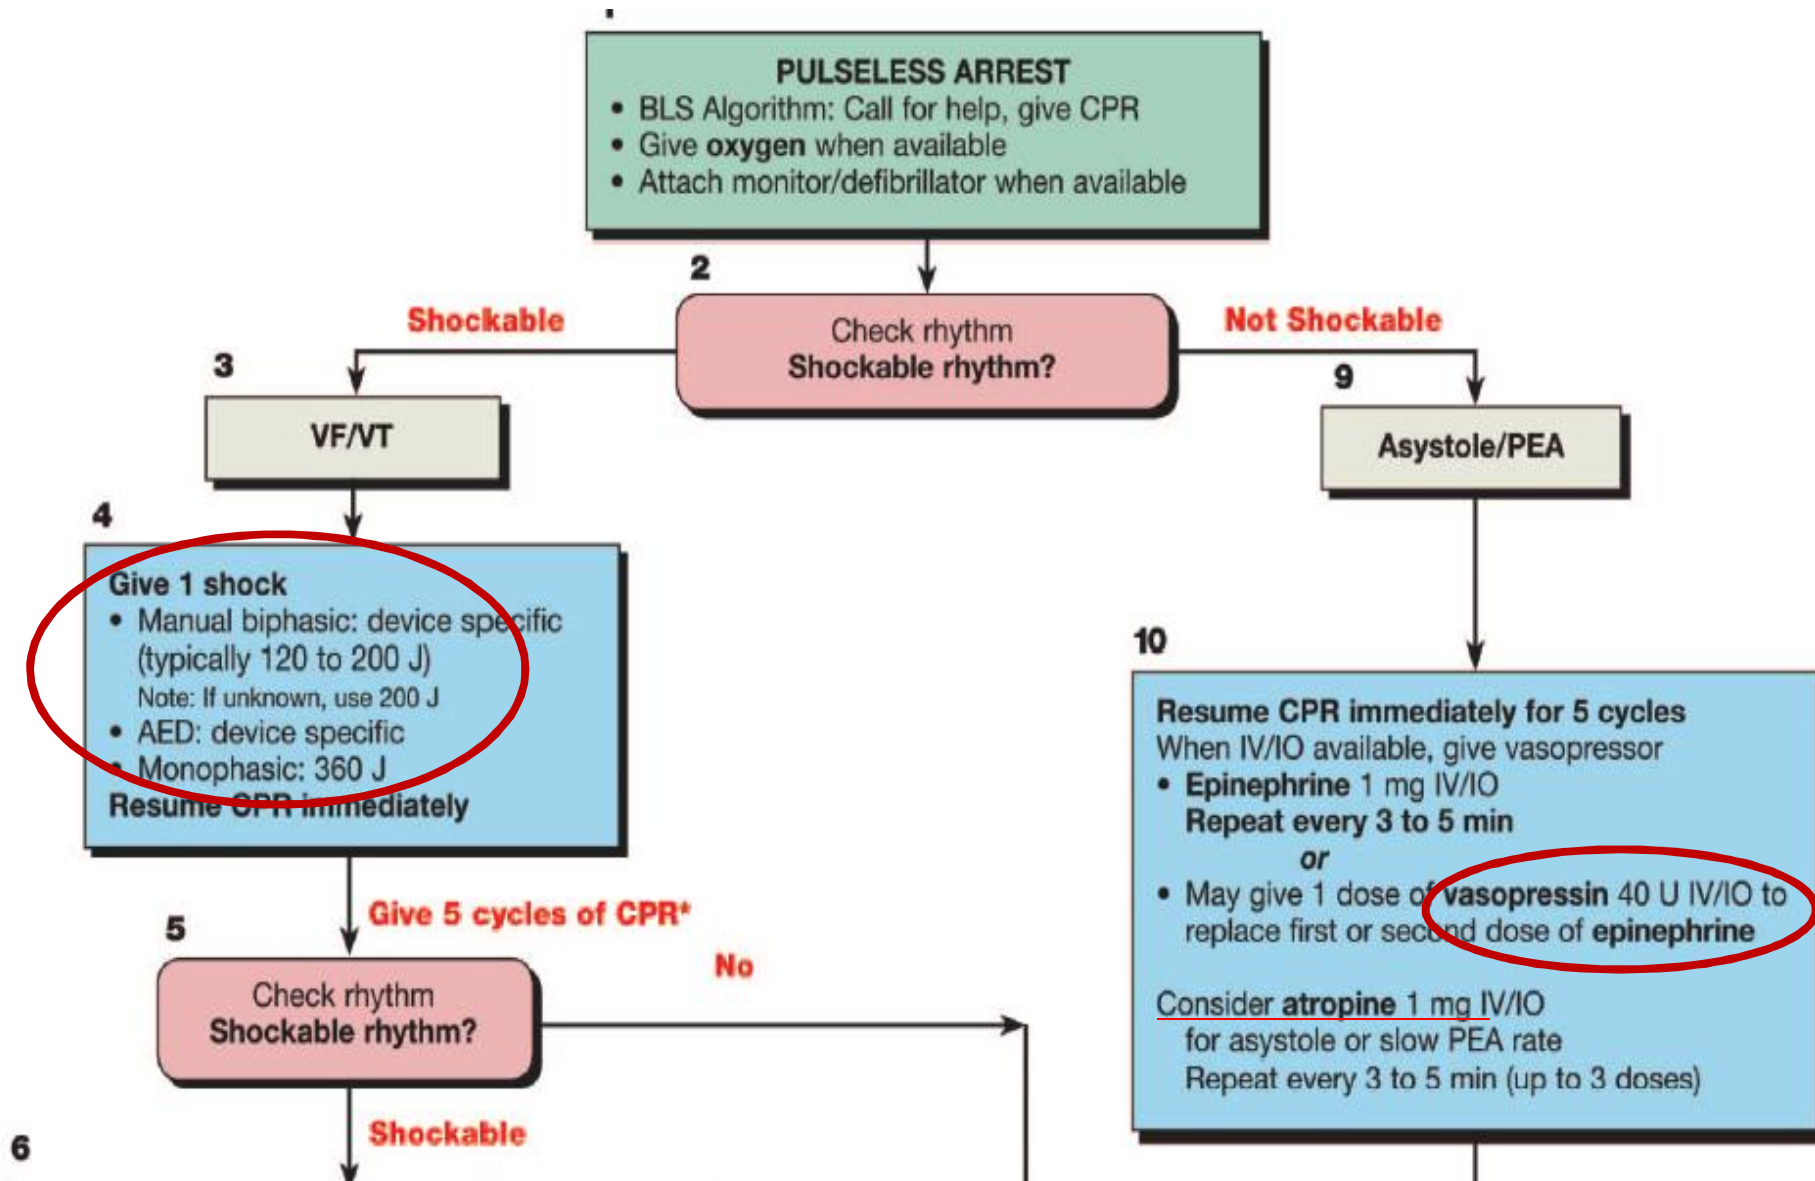 PULSELESS ARREST
• BLS Algorithm: Call for help, give CPR
• Give oxygen when available
• Attach monitor/defibrillator when available
2
Shockable
Not Shockable
Check rhythm
Shockable rhythm?
3
VF/VT
9
Asystole/PEA
4
Give 1 shock
• Manual biphasic: device specific
(typically 120 to 200 J)
Note: If unknown, use 200 J
• AED: device specific
• Monophasic: 360 J
Resume CPR immediately
Give 5 cycles of CPR*
5
Check rhythm
Shockable rhythm?
No
Shockable
6
10
Resume CPR immediately for 5 cycles
When IV/IO available, give vasopressor
• Epinephrine 1 mg IV/IO
Repeat every 3 to 5 min
or
• May give 1 dose of vasopressin 40 U IV/IO to
replace first or second dose of epinephrine
Consider atropine 1 mg IV/IO
for asystole or slow PEA rate
Repeat every 3 to 5 min (up to 3 doses)